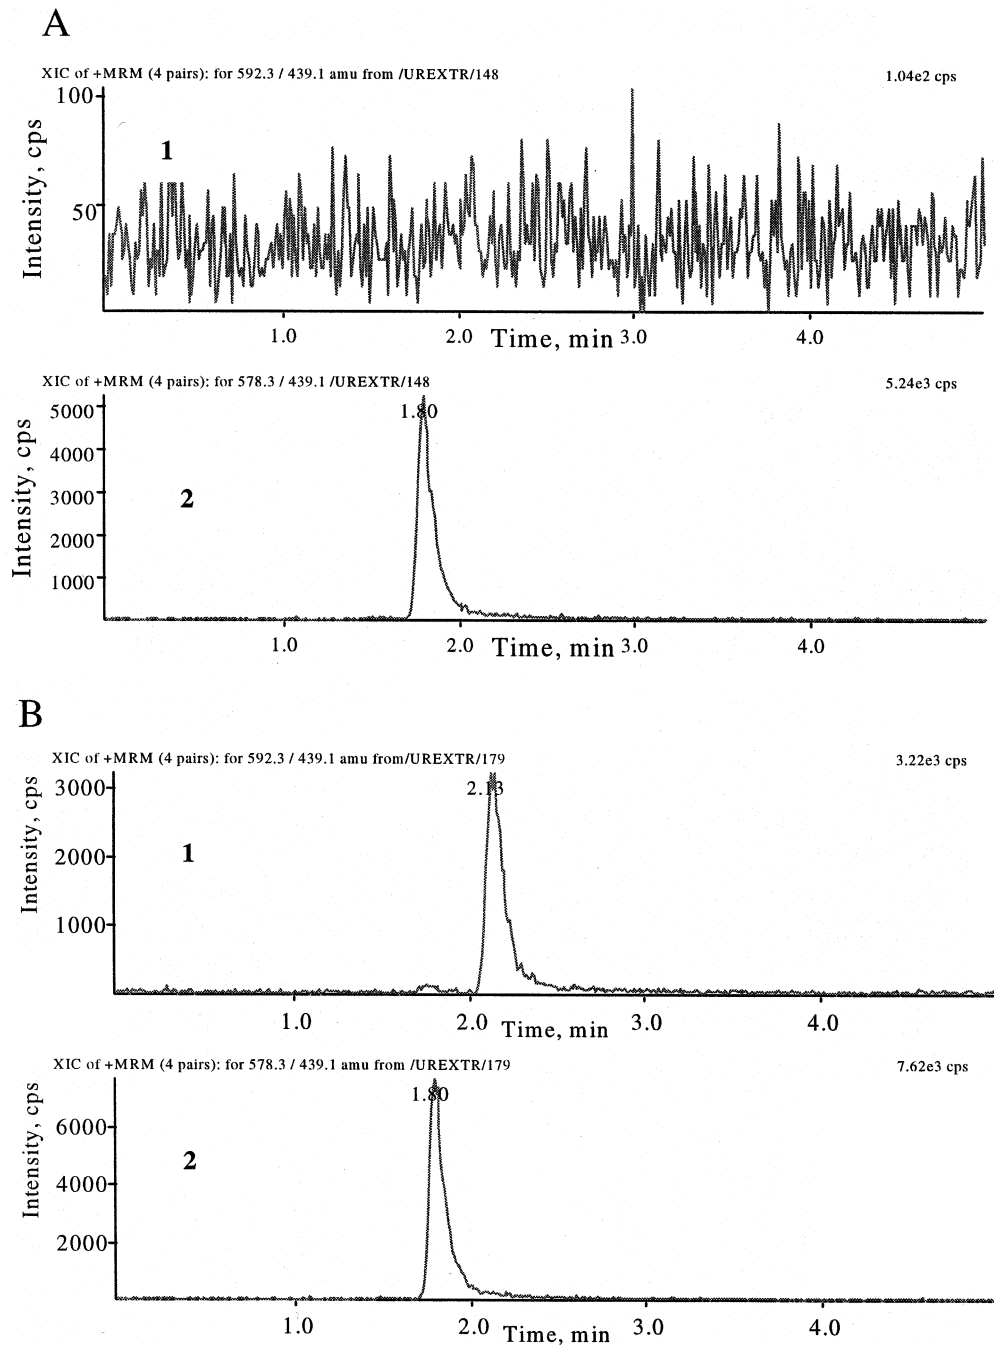 A
XIC of +MRM (4 pairs): for 592.3 / 439.1 amu from /UREXTR/148
1.04e2 cps
Intensity, cps
100
50
1
1.0
2.0
Time, min
3.0
4.0
XIC of +MRM (4 pairs): for 578.3 / 439.1 /UREXTR/148
5.24e3 cps
Intensity, cps
5000
4000
3000
2000
1000
1.80
2
1.0
2.0
Time, min
3.0
4.0
B
XIC of +MRM (4 pairs): for 592.3 / 439.1 amu from/UREXTR/179
3.22e3 cps
Intensity, cps
3000
2000
1000
2.13
1
1.0
2.0
Time, min
3.0
4.0
XIC of +MRM (4 pairs): for 578.3 / 439.1 amu from /UREXTR/179
7.62e3 cps
Intensity, cps
6000
4000
2000
1.80
2
1.0
2.0
Time, min
3.0
4.0